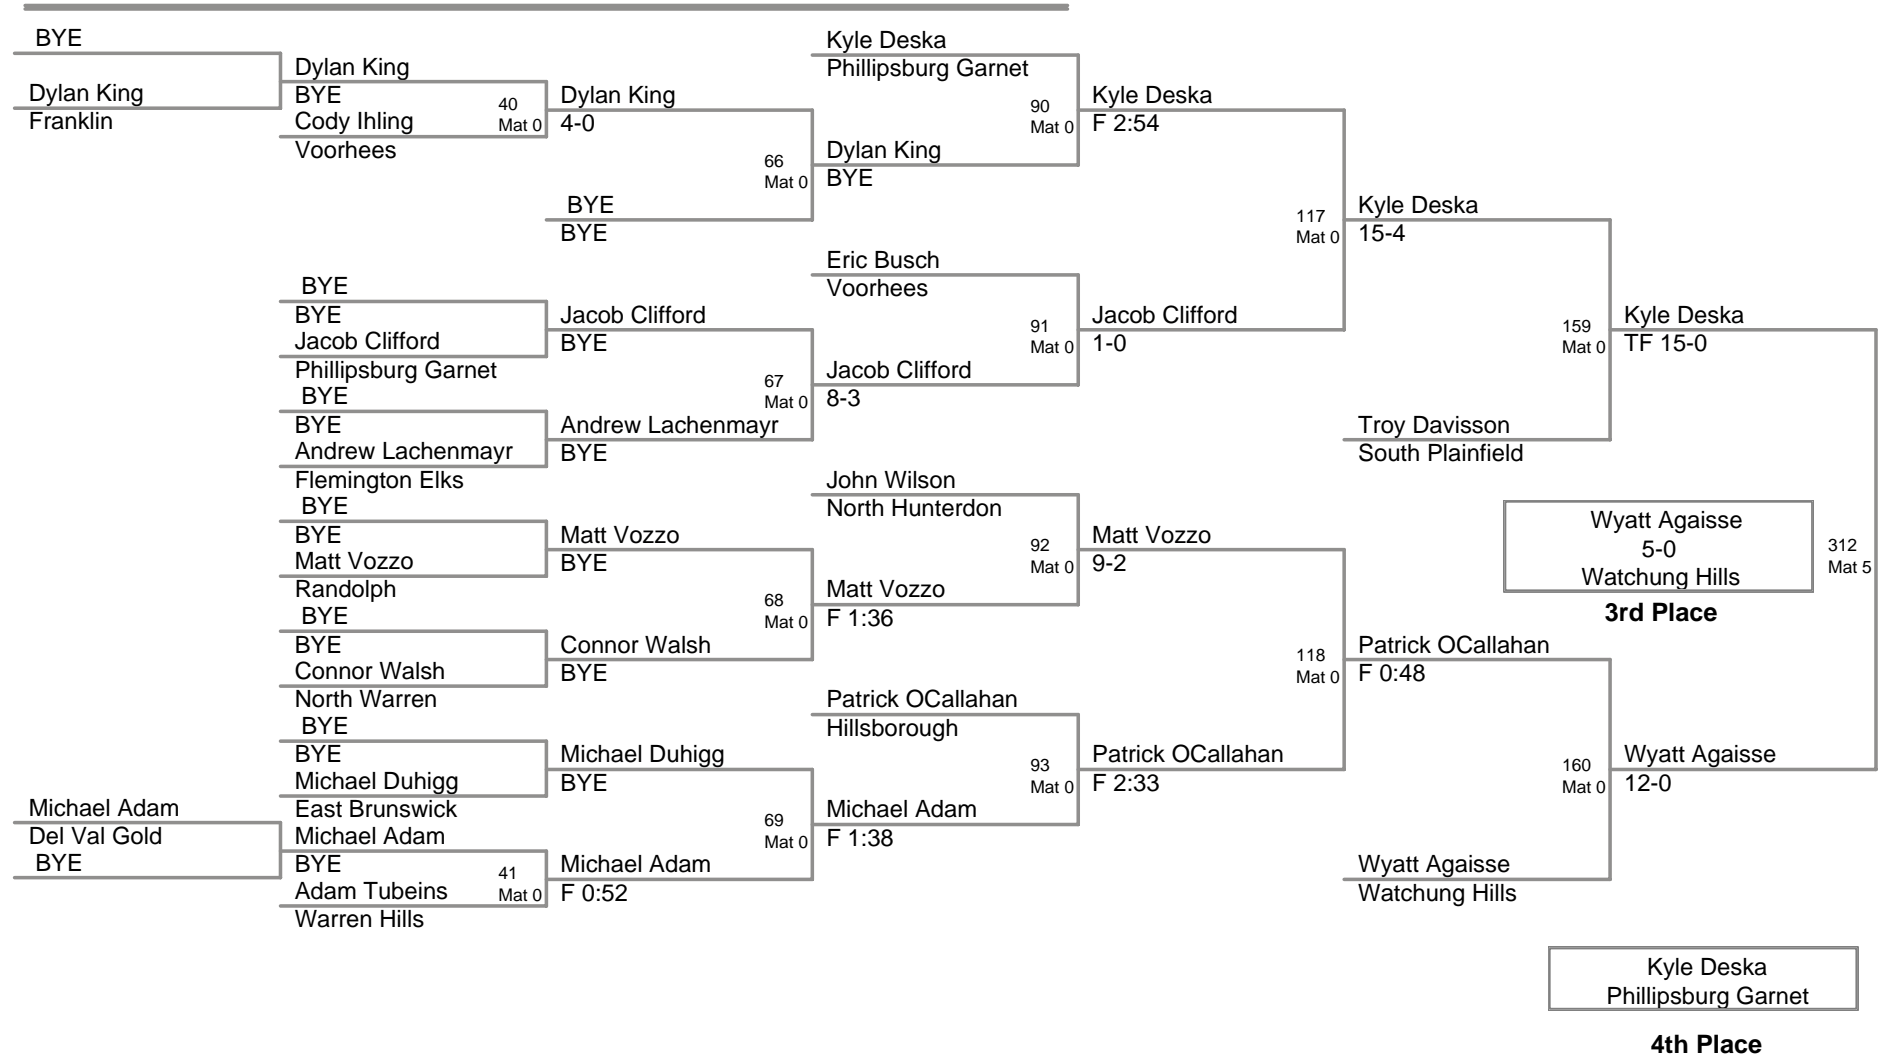 BYE
Dylan King
Franklin
Michael Adam
Del Val Gold
BYE
Dylan King
BYE
Cody Ihling
Voorhees
40
Mat 0
BYE
BYE
Jacob Clifford
Phillipsburg Garnet
BYE
BYE
Andrew Lachenmayr
Flemington Elks
BYE
BYE
Matt Vozzo
Randolph
BYE
BYE
Connor Walsh
North Warren
BYE
BYE
Michael Duhigg
East Brunswick
Michael Adam
BYE
Adam Tubeins
Warren Hills
41
Mat 0
Dylan King
4-0
66
Mat 0
BYE
BYE
Jacob Clifford
BYE
67
Mat 0
Andrew Lachenmayr
BYE
Matt Vozzo
BYE
68
Mat 0
Connor Walsh
BYE
Michael Duhigg
BYE
69
Mat 0
Michael Adam
F 0:52
Kyle Deska
Phillipsburg Garnet
90
Mat 0
Dylan King
BYE
Eric Busch
Voorhees
91
Mat 0
Jacob Clifford
8-3
John Wilson
North Hunterdon
92
Mat 0
Matt Vozzo
F 1:36
Patrick OCallahan
Hillsborough
93
Mat 0
Michael Adam
F 1:38
Kyle Deska
F 2:54
117
Mat 0
Jacob Clifford
1-0
Matt Vozzo
9-2
118
Mat 0
Patrick OCallahan
F 2:33
Kyle Deska
15-4
159
Mat 0
Troy Davisson
South Plainfield
Patrick OCallahan
F 0:48
160
Mat 0
Wyatt Agaisse
Watchung Hills
Kyle Deska
TF 15-0
312
Mat 5
Wyatt Agaisse
12-0
Wyatt Agaisse
5-0
Watchung Hills
3rd Place
Kyle Deska
Phillipsburg Garnet
4th Place